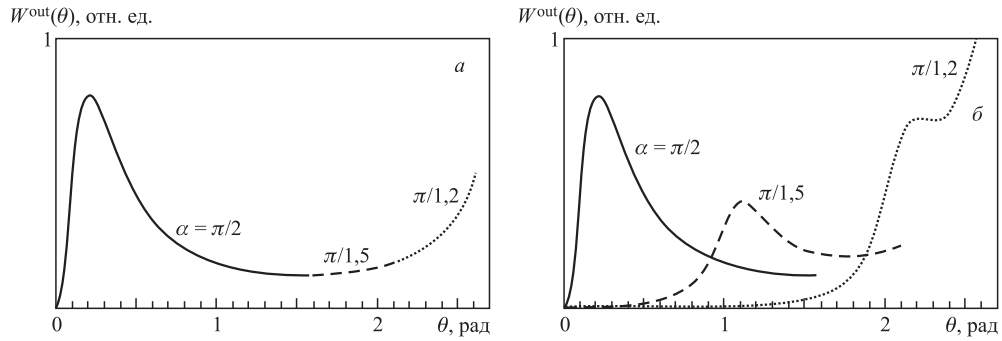 W^out(θ), отн. ед.
1
а
α = π/2
π/1,5
π/1,2
0 1 2 θ, рад
W^out(θ), отн. ед.
1
π/1,2
б
α = π/2
π/1,5
0 1 2 θ, рад